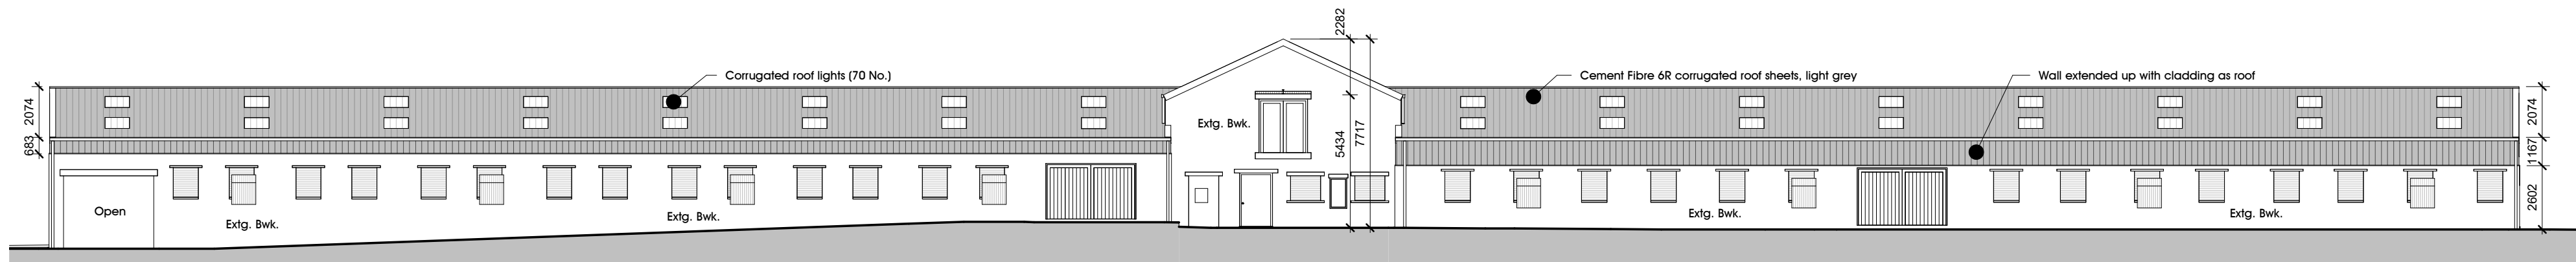 2282
Corrugated roof lights (70 No.)
Cement Fibre 6R corrugated roof sheets, light grey
Wall extended up with cladding as roof
2074
683
Extg. Bwk.
5434
7717
2074
1167
2602
Open
Extg. Bwk.
Extg. Bwk.
Extg. Bwk.
Extg. Bwk.